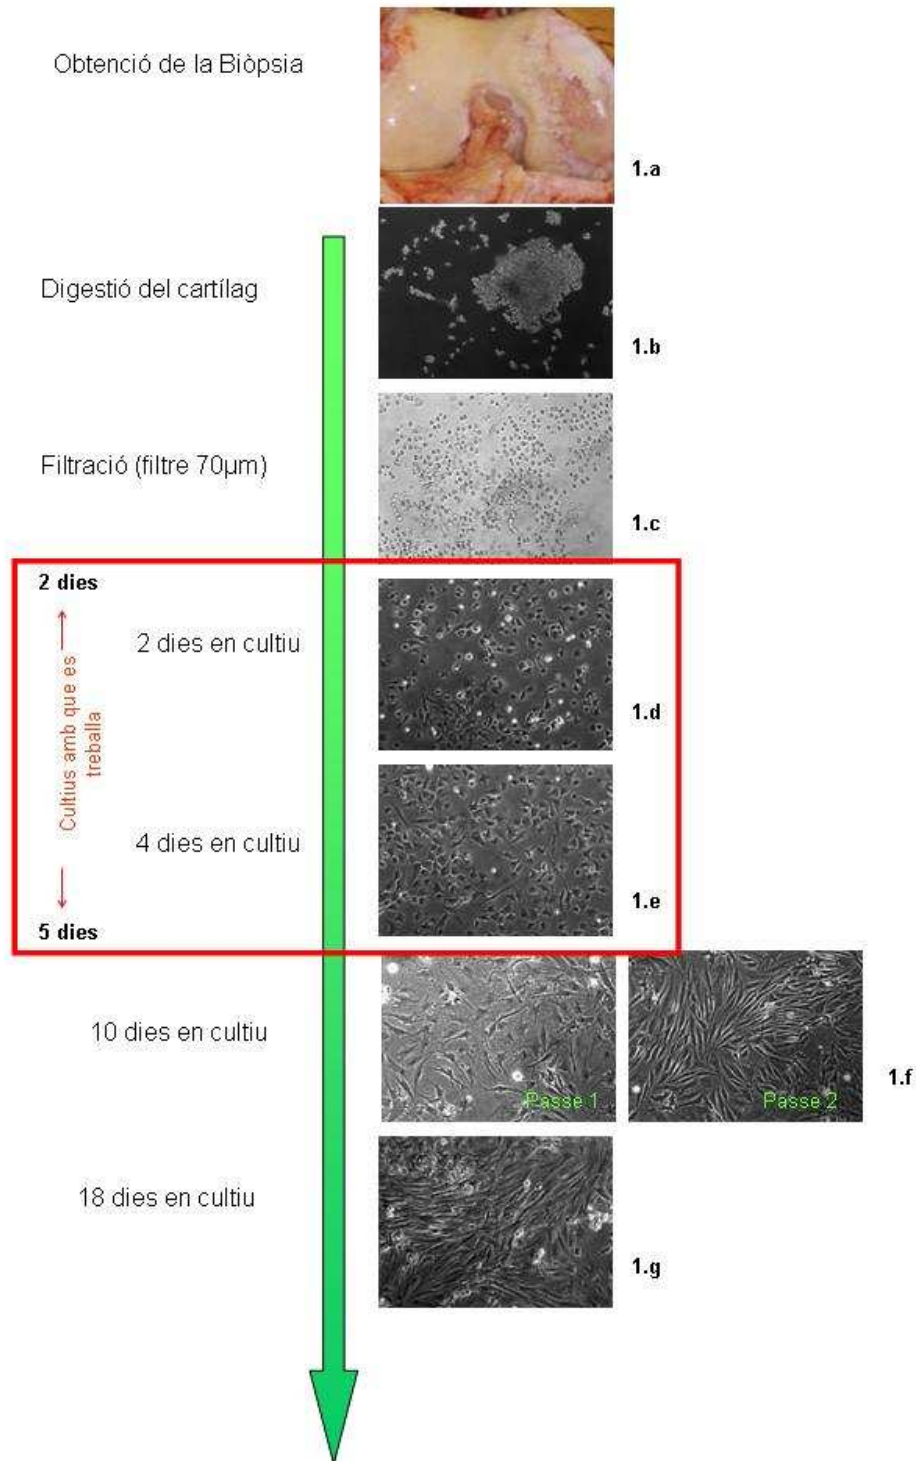 Obtenció de la Biòpsia
1.a
Digestió del cartílag
1.b
Filtració (filtre 70µm)
1.c
2 dies
Cultius amb que es
treballa
5 dies
2 dies en cultiu
1.d
4 dies en cultiu
1.e
10 dies en cultiu
Passe 1
Passe 2
1.f
18 dies en cultiu
1.g